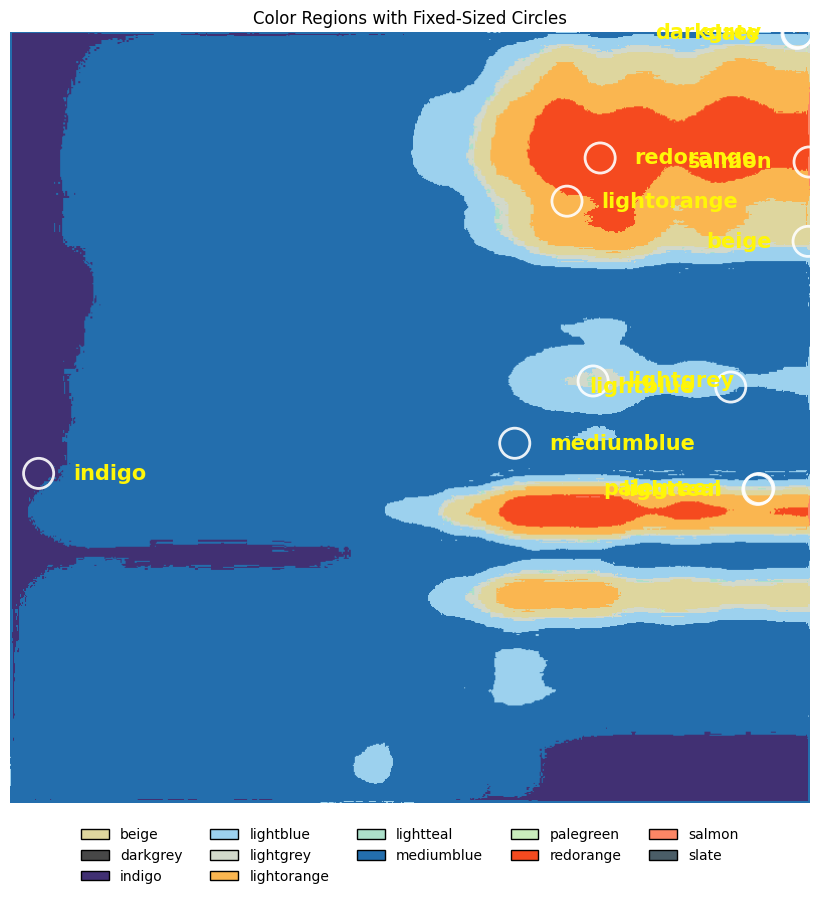 Color Regions with Fixed-Sized Circles
darkgrey
slate
redorange
salmon
lightorange
beige
lightgrey
lightblue
mediumblue
indigo
palegreen
lightteal
beige lightblue lightteal palegreen salmon
darkgrey lightgrey mediumblue redorange slate
indigo lightorange